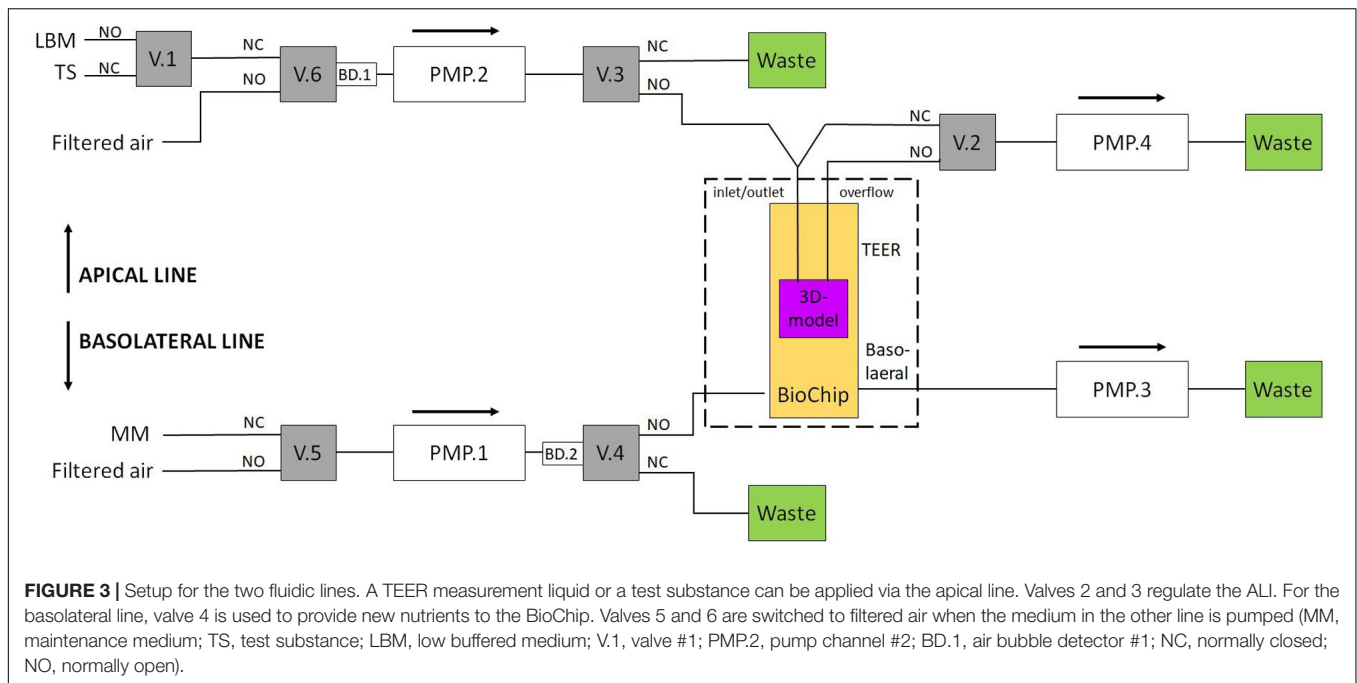 LBM
NO
TS
NC
V.1
NC
NO
Filtered air
V.6
BD.1
PMP.2
V.3
NC
NO
Waste
NC
NO
V.2
PMP.4
Waste
inlet/outlet
overflow
TEER
3D-
model
Baso-
laeral
BioChip
APICAL LINE
BASOLATERAL LINE
PMP.3
Waste
MM
NC
Filtered air
NO
V.5
PMP.1
BD.2
V.4
NO
NC
Waste
FIGURE 3 | Setup for the two fluidic lines. A TEER measurement liquid or a test substance can be applied via the apical line. Valves 2 and 3 regulate the ALI. For the
basolateral line, valve 4 is used to provide new nutrients to the BioChip. Valves 5 and 6 are switched to filtered air when the medium in the other line is pumped (MM,
maintenance medium; TS, test substance; LBM, low buffered medium; V.1, valve #1; PMP.2, pump channel #2; BD.1, air bubble detector #1; NC, normally closed;
NO, normally open).